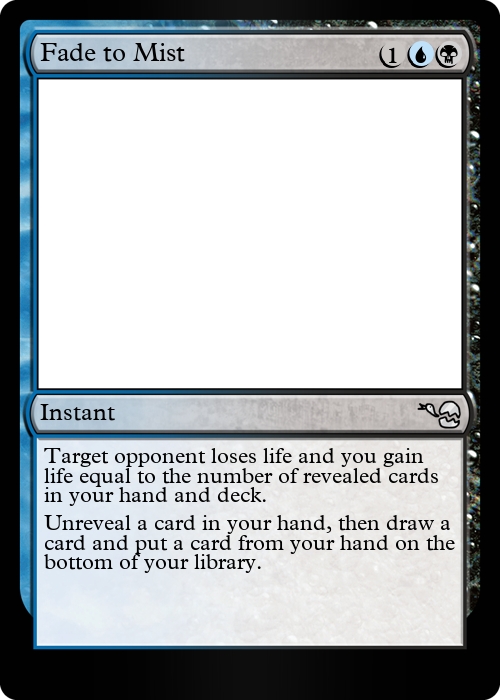 Fade to Mist 1
Instant
Target opponent loses life and you gain
life equal to the number of revealed cards
in your hand and deck.
Unreveal a card in your hand, then draw a
card and put a card from your hand on the
bottom of your library.